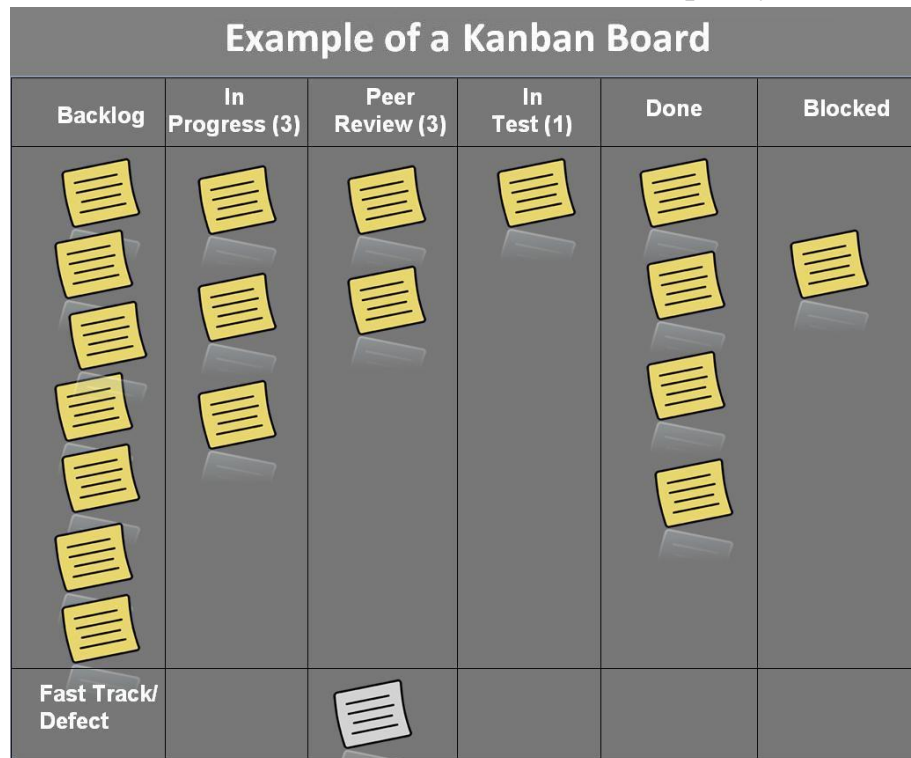 Example of a Kanban Board
Backlog
In
Progress (3)
Peer
Review (3)
In
Test (1)
Done
Blocked
Fast Track/
Defect